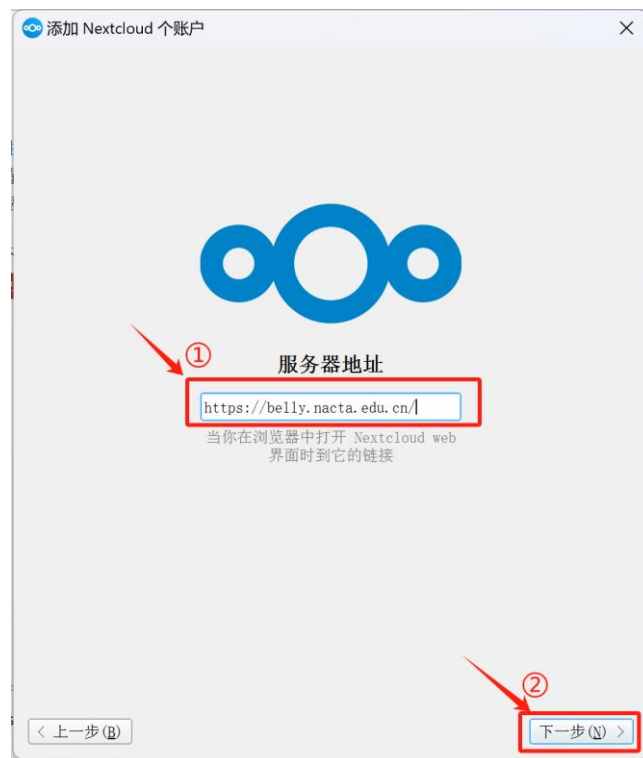 添加 Nextcloud 个账户
①
服务器地址
https://belly.nacta.edu.cn/
当你在浏览器中打开 Nextcloud web
界面时到它的链接
②
< 上一步(B)
下一步(N) >